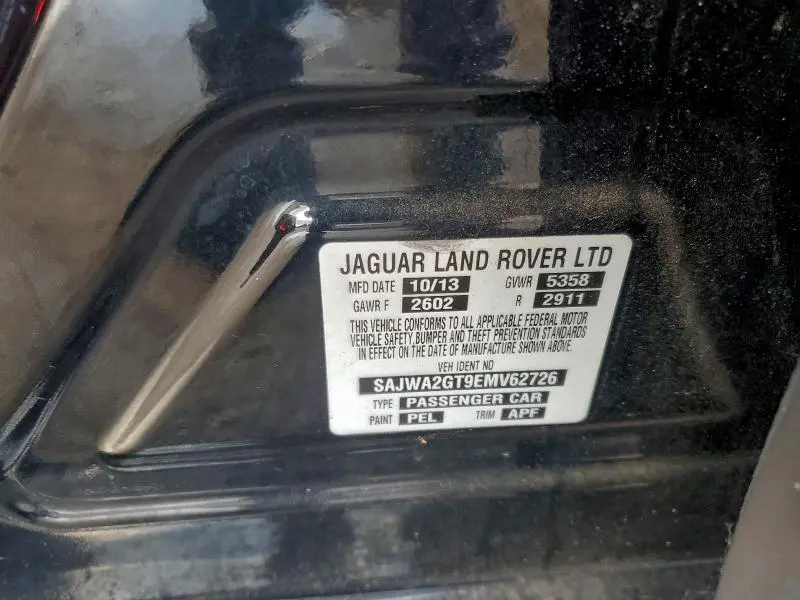 JAGUAR LAND ROVER LTD
MFD DATE 10/13 GVWR 5358
GAWR F 2602 R 2911
THIS VEHICLE CONFORMS TO ALL APPLICABLE FEDERAL MOTOR
VEHICLE SAFETY, BUMPER AND THEFT PREVENTION STANDARDS
IN EFFECT ON THE DATE OF MANUFACTURE SHOWN ABOVE.
VEH IDENT NO
SAJWA2GT9EMV62726
TYPE PASSENGER CAR
PAINT PEL TRIM APF